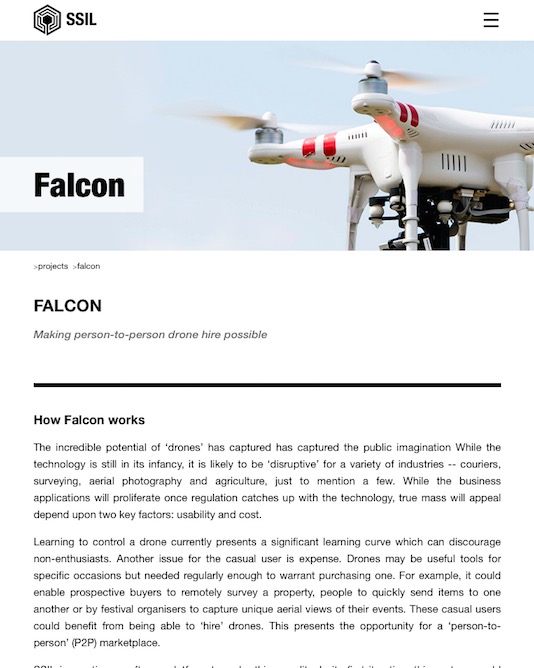 SSIL
Falcon
>projects >falcon
FALCON
Making person-to-person drone hire possible
How Falcon works
The incredible potential of ‘drones’ has captured has captured the public imagination While the
technology is still in its infancy, it is likely to be ‘disruptive’ for a variety of industries -- couriers,
surveying, aerial photography and agriculture, just to mention a few. While the business
applications will proliferate once regulation catches up with the technology, true mass will appeal
depend upon two key factors: usability and cost.
Learning to control a drone currently presents a significant learning curve which can discourage
non-enthusiasts. Another issue for the casual user is expense. Drones may be useful tools for
specific occasions but needed regularly enough to warrant purchasing one. For example, it could
enable prospective buyers to remotely survey a property, people to quickly send items to one
another or by festival organisers to capture unique aerial views of their events. These casual users
could benefit from being able to ‘hire’ drones. This presents the opportunity for a ‘person-to-
person’ (P2P) marketplace.